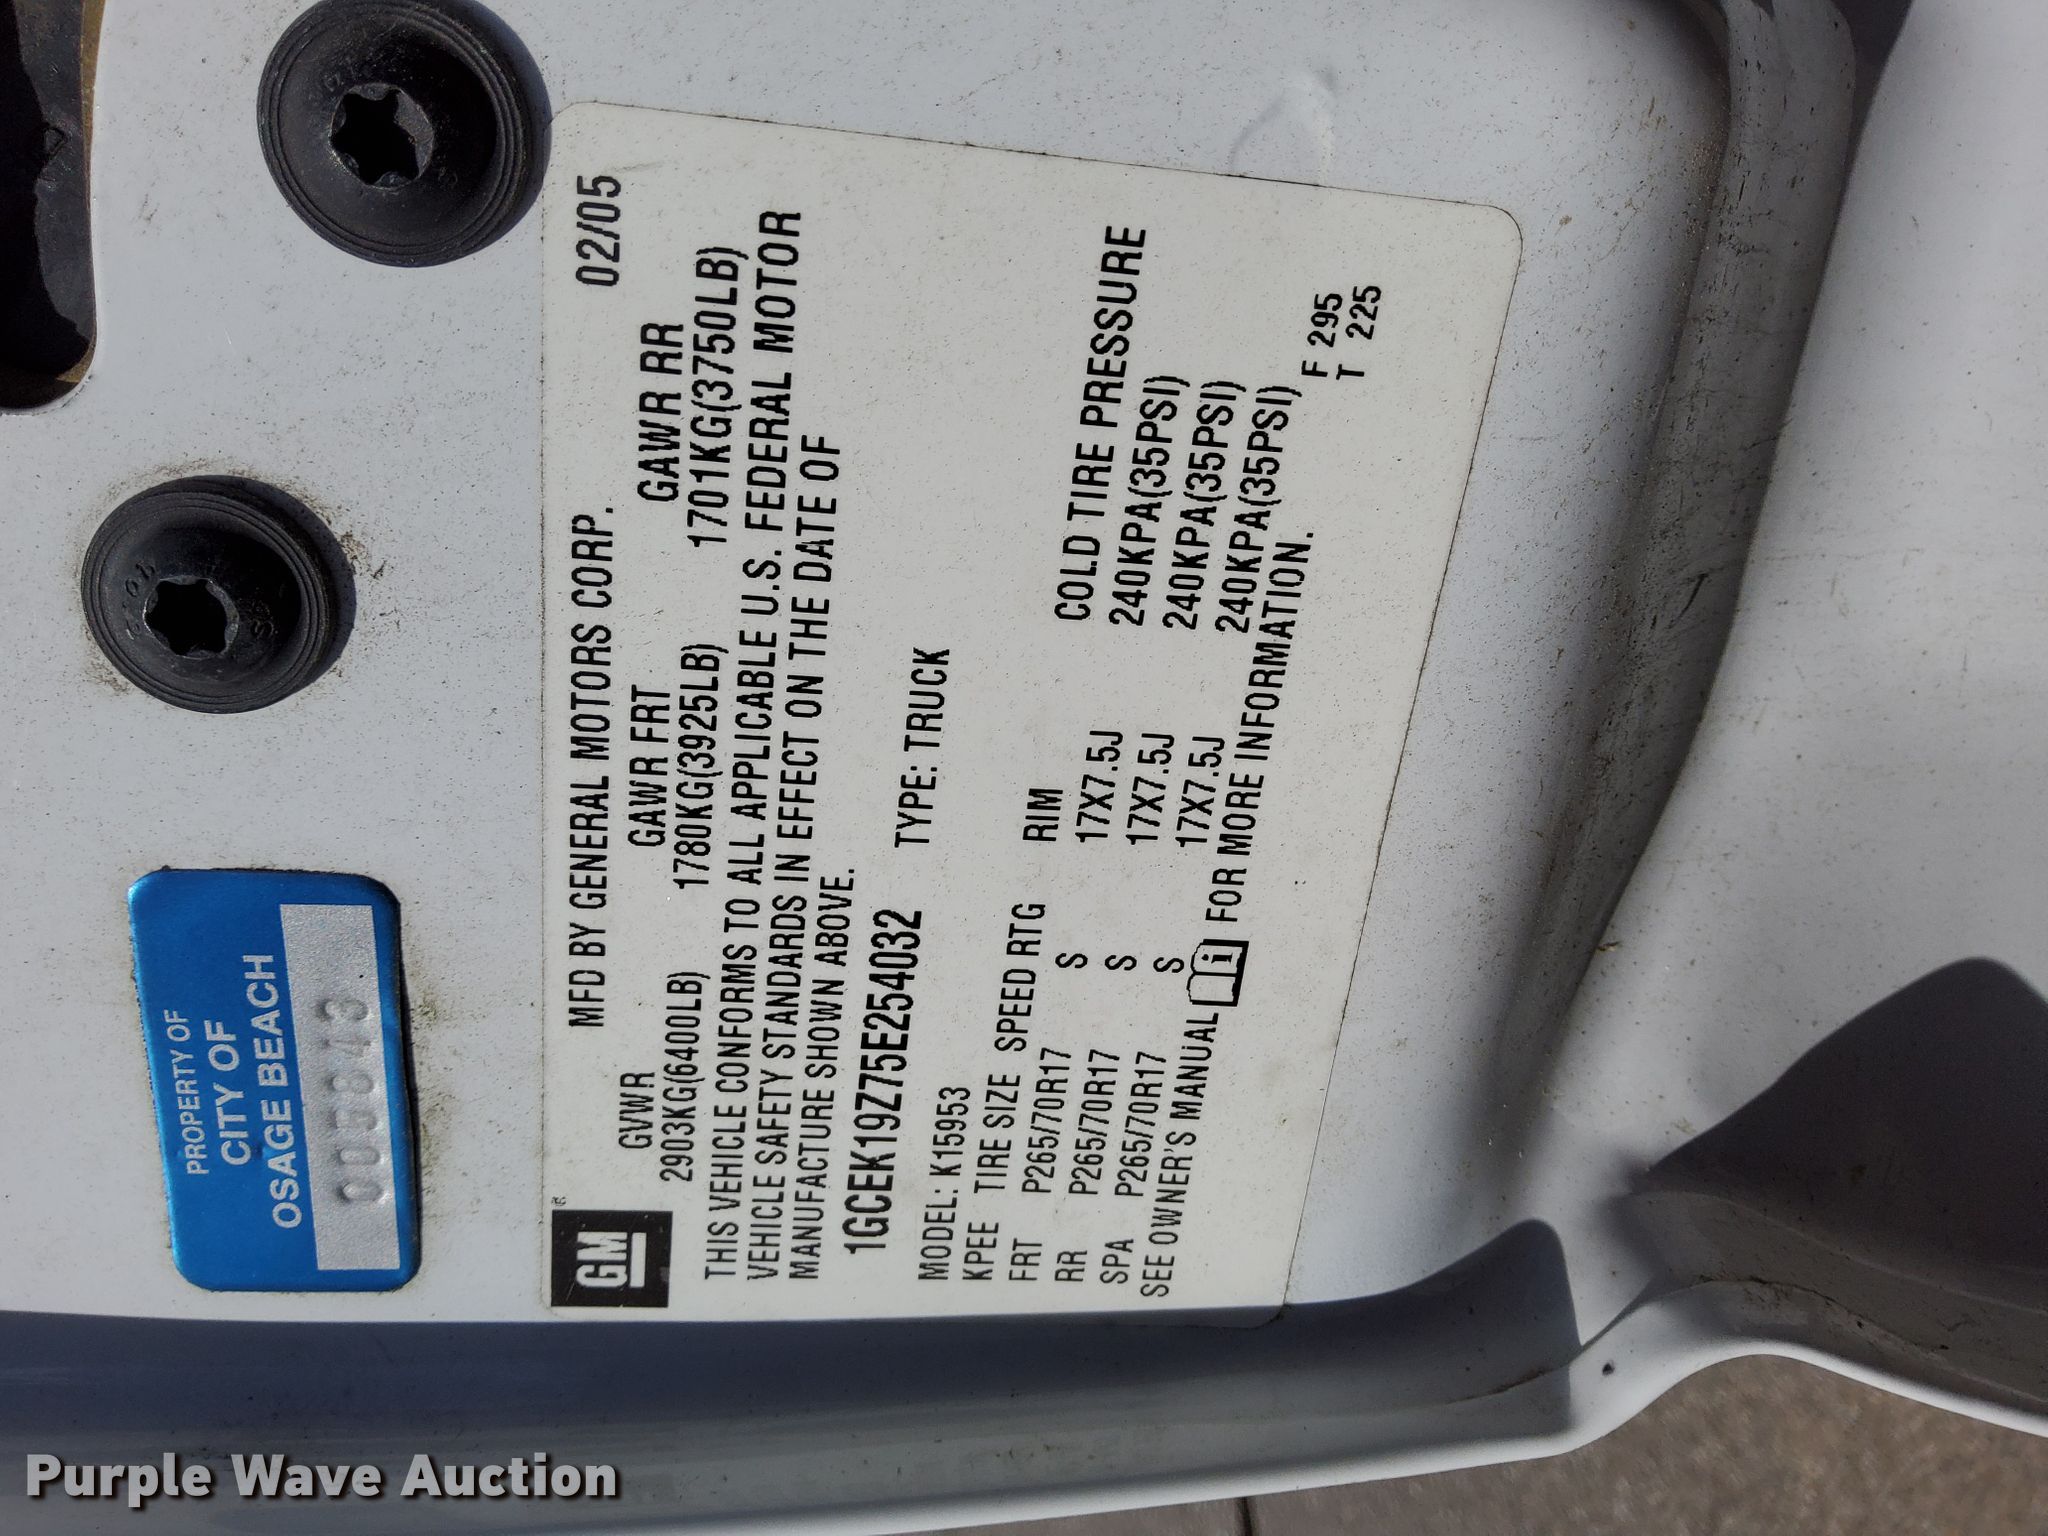 PROPERTY OF
CITY OF
OSAGE BEACH
005843
GM®
MFD BY GENERAL MOTORS CORP. 02/05
GVWR GAWR FRT GAWR RR
2903KG(6400LB) 1780KG(3925LB) 1701KG(3750LB)
THIS VEHICLE CONFORMS TO ALL APPLICABLE U.S. FEDERAL MOTOR
VEHICLE SAFETY STANDARDS IN EFFECT ON THE DATE OF
MANUFACTURE SHOWN ABOVE.
1GCEK19Z75E254032 TYPE: TRUCK
MODEL: K15953
KPEE TIRE SIZE SPEED RTG RIM COLD TIRE PRESSURE
FRT P265/70R17 S 17X7.5J 240KPA(35PSI)
RR P265/70R17 S 17X7.5J 240KPA(35PSI)
SPA P265/70R17 S 17X7.5J 240KPA(35PSI)
SEE OWNER'S MANUAL FOR MORE INFORMATION.
F 295
T 225
Purple Wave Auction